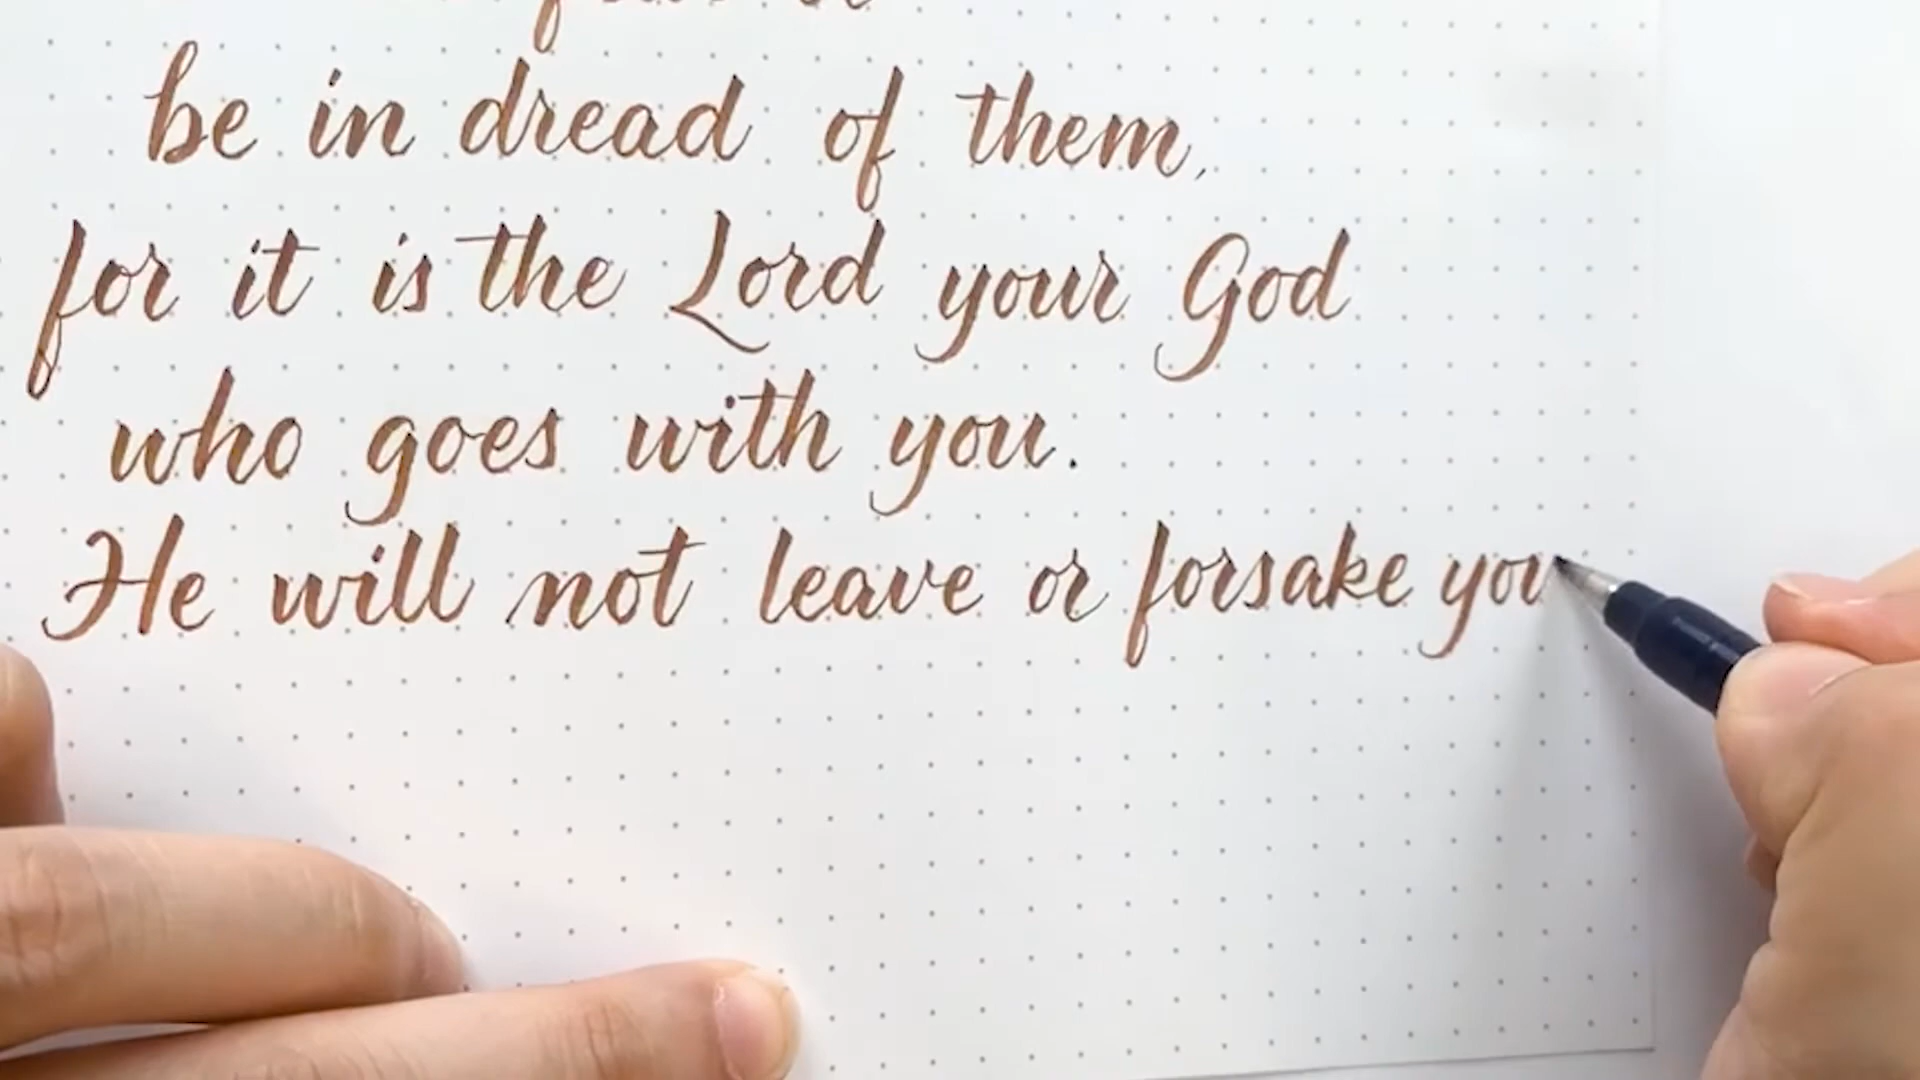 be in dread of them,
for it is the Lord your God
who goes with you.
He will not leave or forsake you